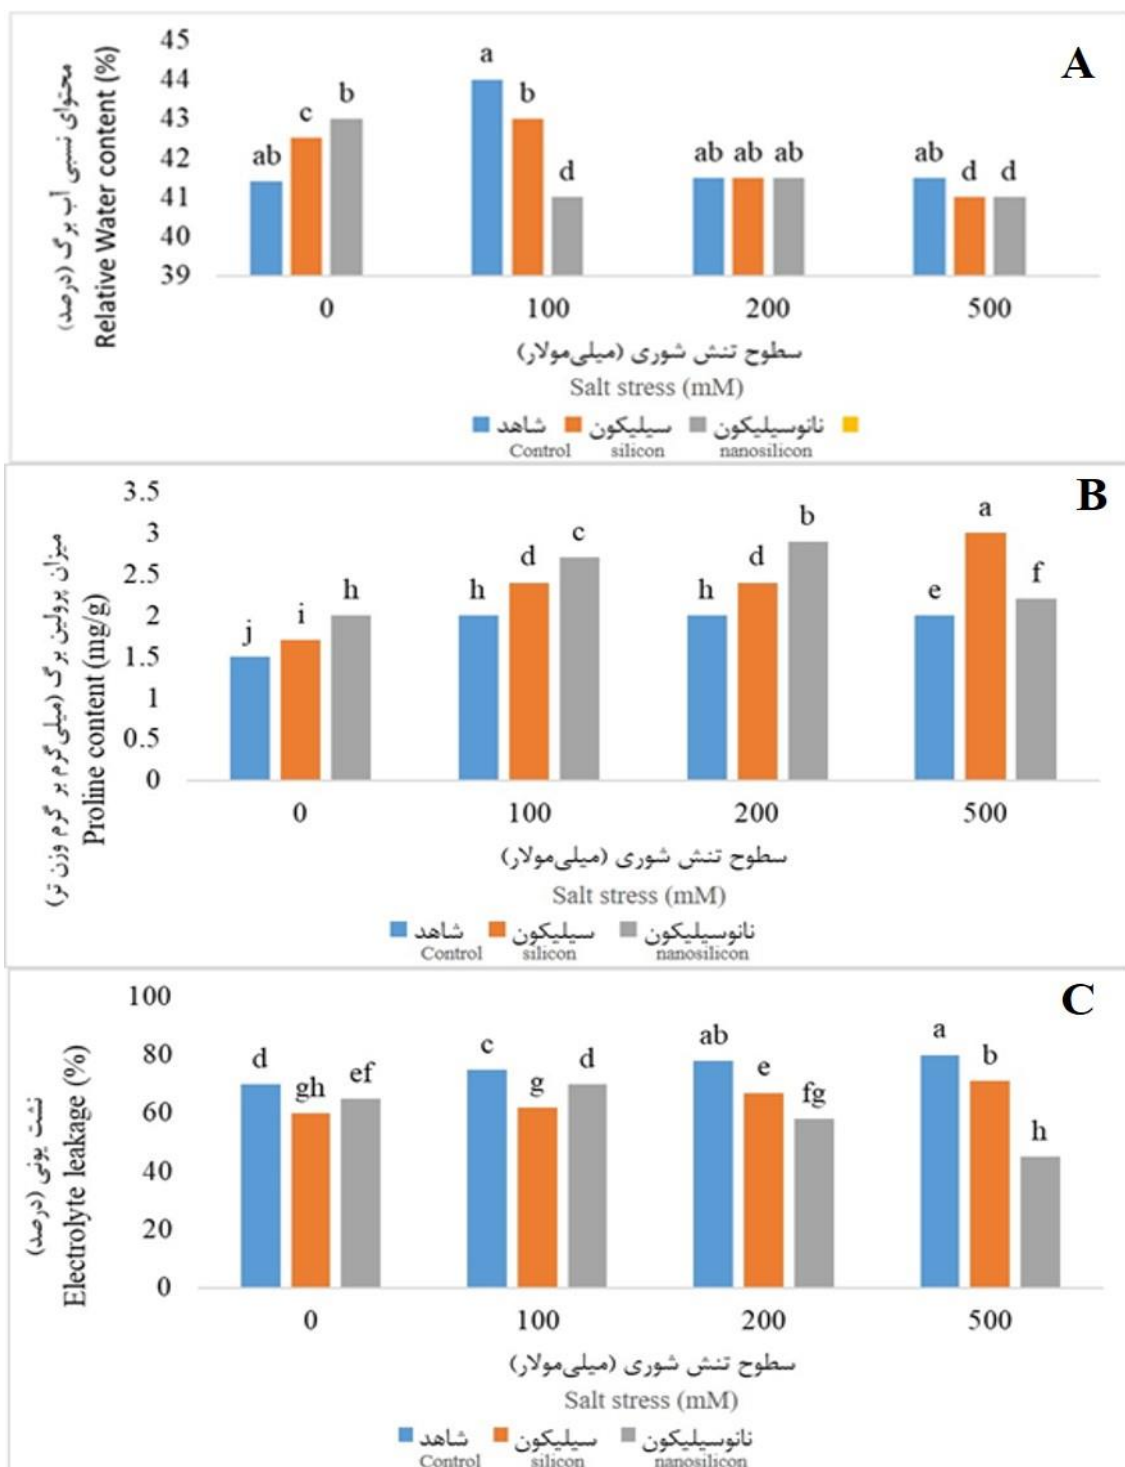 A
محتوای نسبی آب برگ (درصد)
Relative Water content (%)
45
44
43
42
41
40
39
ab c b
a b d
ab ab ab
ab d d
0 100 200 500
سطوح تنش شوری (میلی‌مولار)
Salt stress (mM)
شاهد سیلیکون نانوسیلیکون
Control silicon nanosilicon
B
میزان پرولین برگ (میلی‌گرم بر گرم وزن تر)
Proline content (mg/g)
3.5
3
2.5
2
1.5
1
0.5
0
j i h
h d c
h d b
e a f
0 100 200 500
سطوح تنش شوری (میلی‌مولار)
Salt stress (mM)
شاهد سیلیکون نانوسیلیکون
Control silicon nanosilicon
C
نشت یونی (درصد)
Electrolyte leakage (%)
100
80
60
40
20
0
d gh ef
c g d
ab e fg
a b h
0 100 200 500
سطوح تنش شوری (میلی‌مولار)
Salt stress (mM)
شاهد سیلیکون نانوسیلیکون
Control silicon nanosilicon